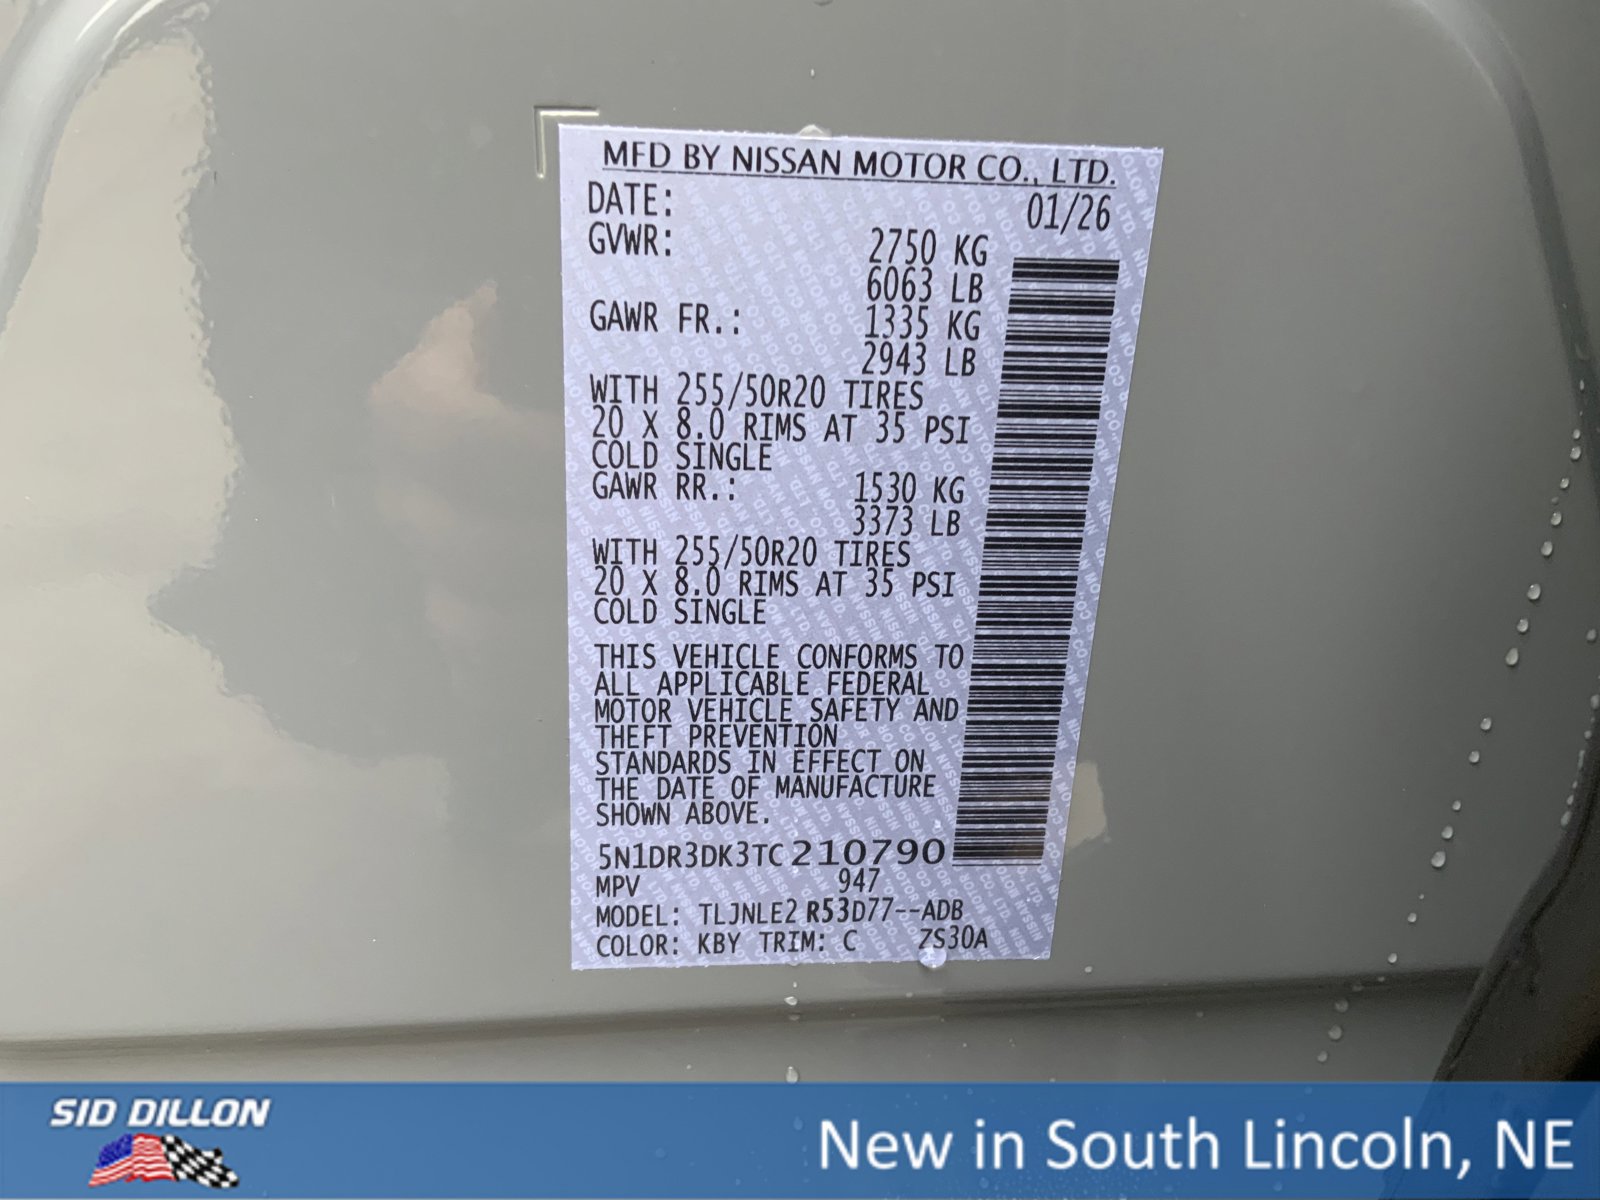 MFD BY NISSAN MOTOR CO., LTD.
DATE: 01/26
GVWR: 2750 KG
6063 LB
GAWR FR.: 1335 KG
2943 LB
WITH 255/50R20 TIRES
20 X 8.0 RIMS AT 35 PSI
COLD SINGLE
GAWR RR.: 1530 KG
3373 LB
WITH 255/50R20 TIRES
20 X 8.0 RIMS AT 35 PSI
COLD SINGLE
THIS VEHICLE CONFORMS TO
ALL APPLICABLE FEDERAL
MOTOR VEHICLE SAFETY AND
THEFT PREVENTION
STANDARDS IN EFFECT ON
THE DATE OF MANUFACTURE
SHOWN ABOVE.
5N1DR3DK3TC210790
MPV 947
MODEL: TLJNLE2 R53D77--ADB
COLOR: KBY TRIM: C ZS30A
SID DILLON
New in South Lincoln, NE